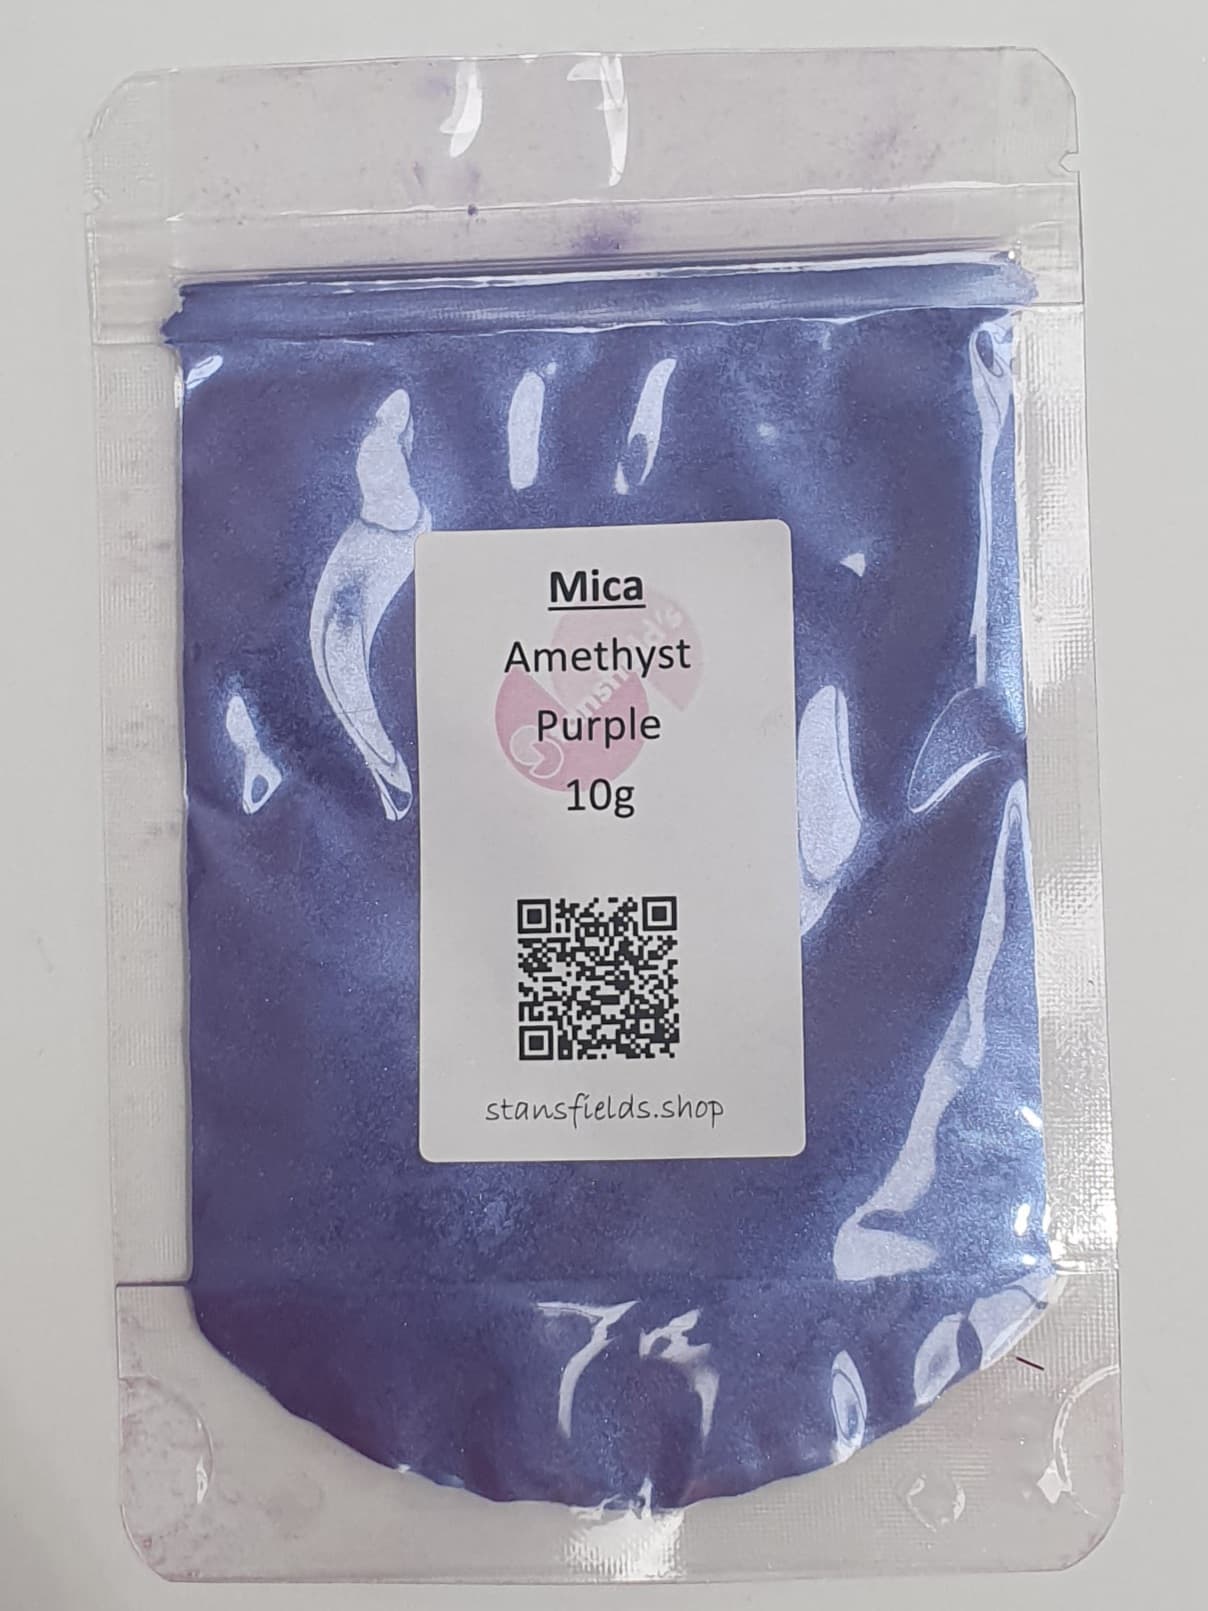 Mica
Amethyst
Purple
10g
stansfields.shop